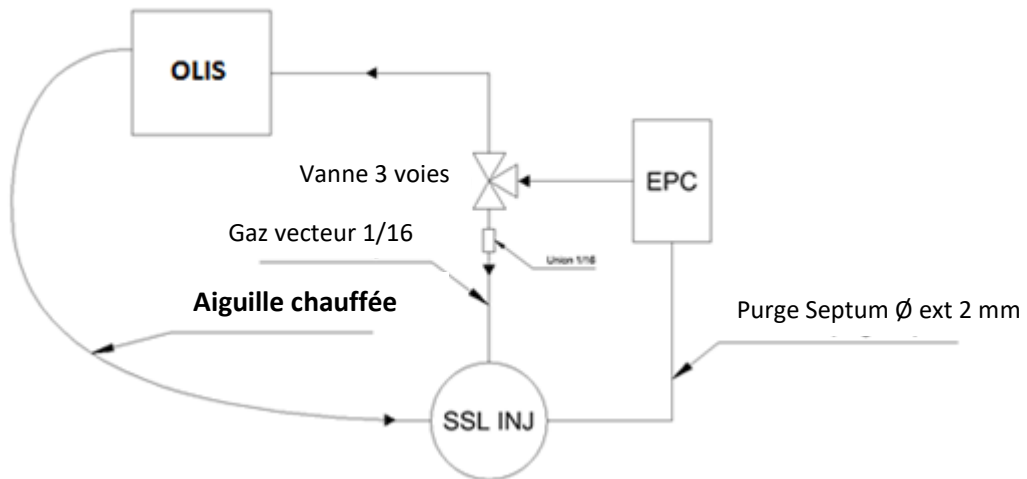 OLIS
Vanne 3 voies
EPC
Gaz vecteur 1/16
Union 1/16
Aiguille chauffée
Purge Septum Ø ext 2 mm
SSL INJ